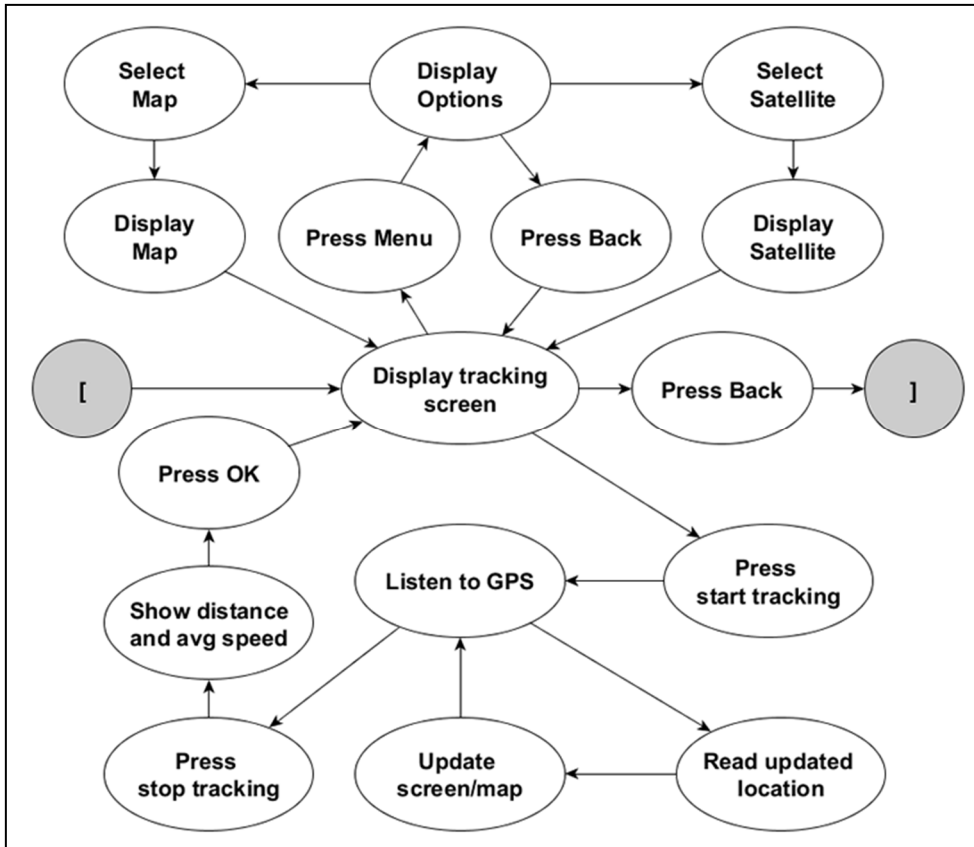 Select
Map
Display
Options
Select
Satellite
Display
Map
Press Menu
Press Back
Display
Satellite
[
Display tracking
screen
Press Back
]
Press OK
Listen to GPS
Press
start tracking
Show distance
and avg speed
Press
stop tracking
Update
screen/map
Read updated
location